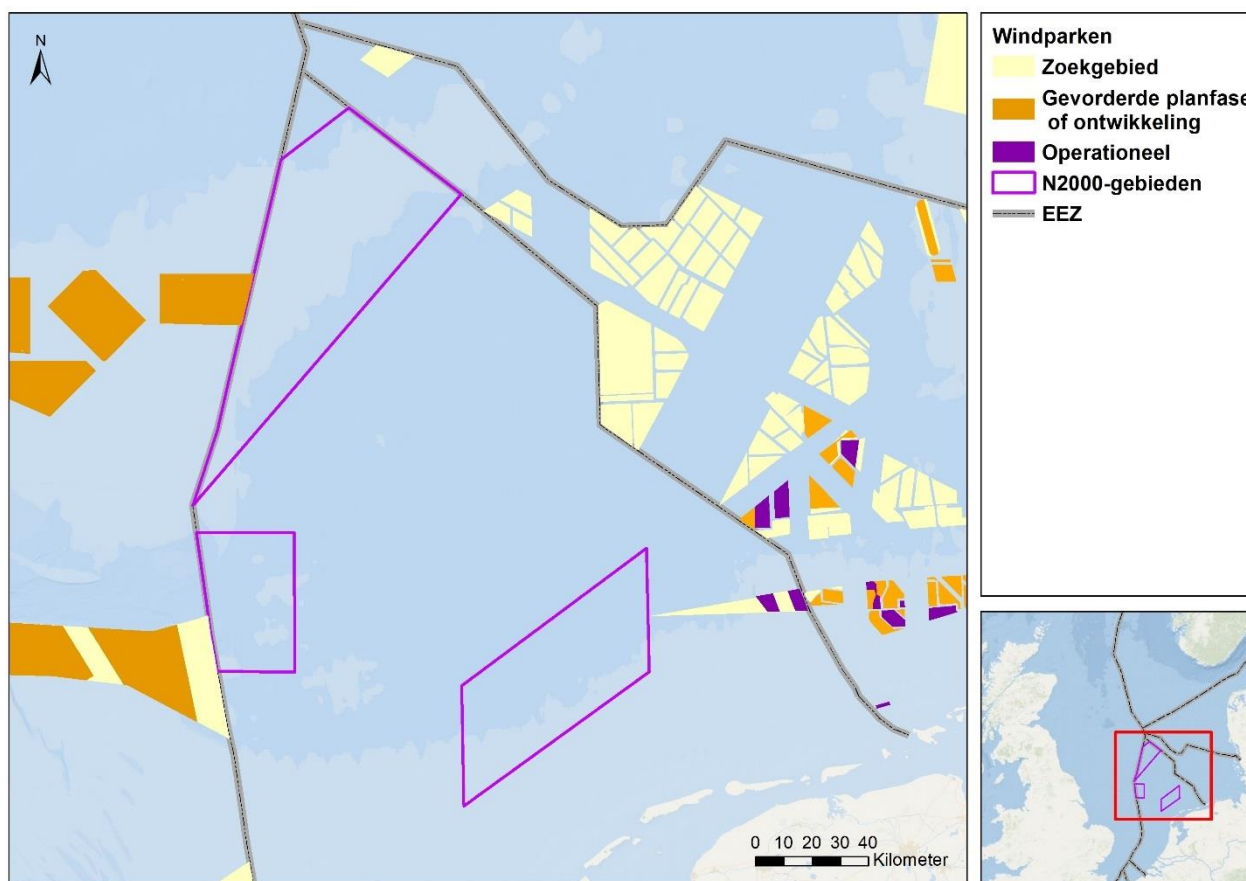 N
0 10 20 30 40
Kilometer
Windparken
Zoekgebied
Gevorderde planfase
of ontwikkeling
Operationeel
N2000-gebieden
EEZ